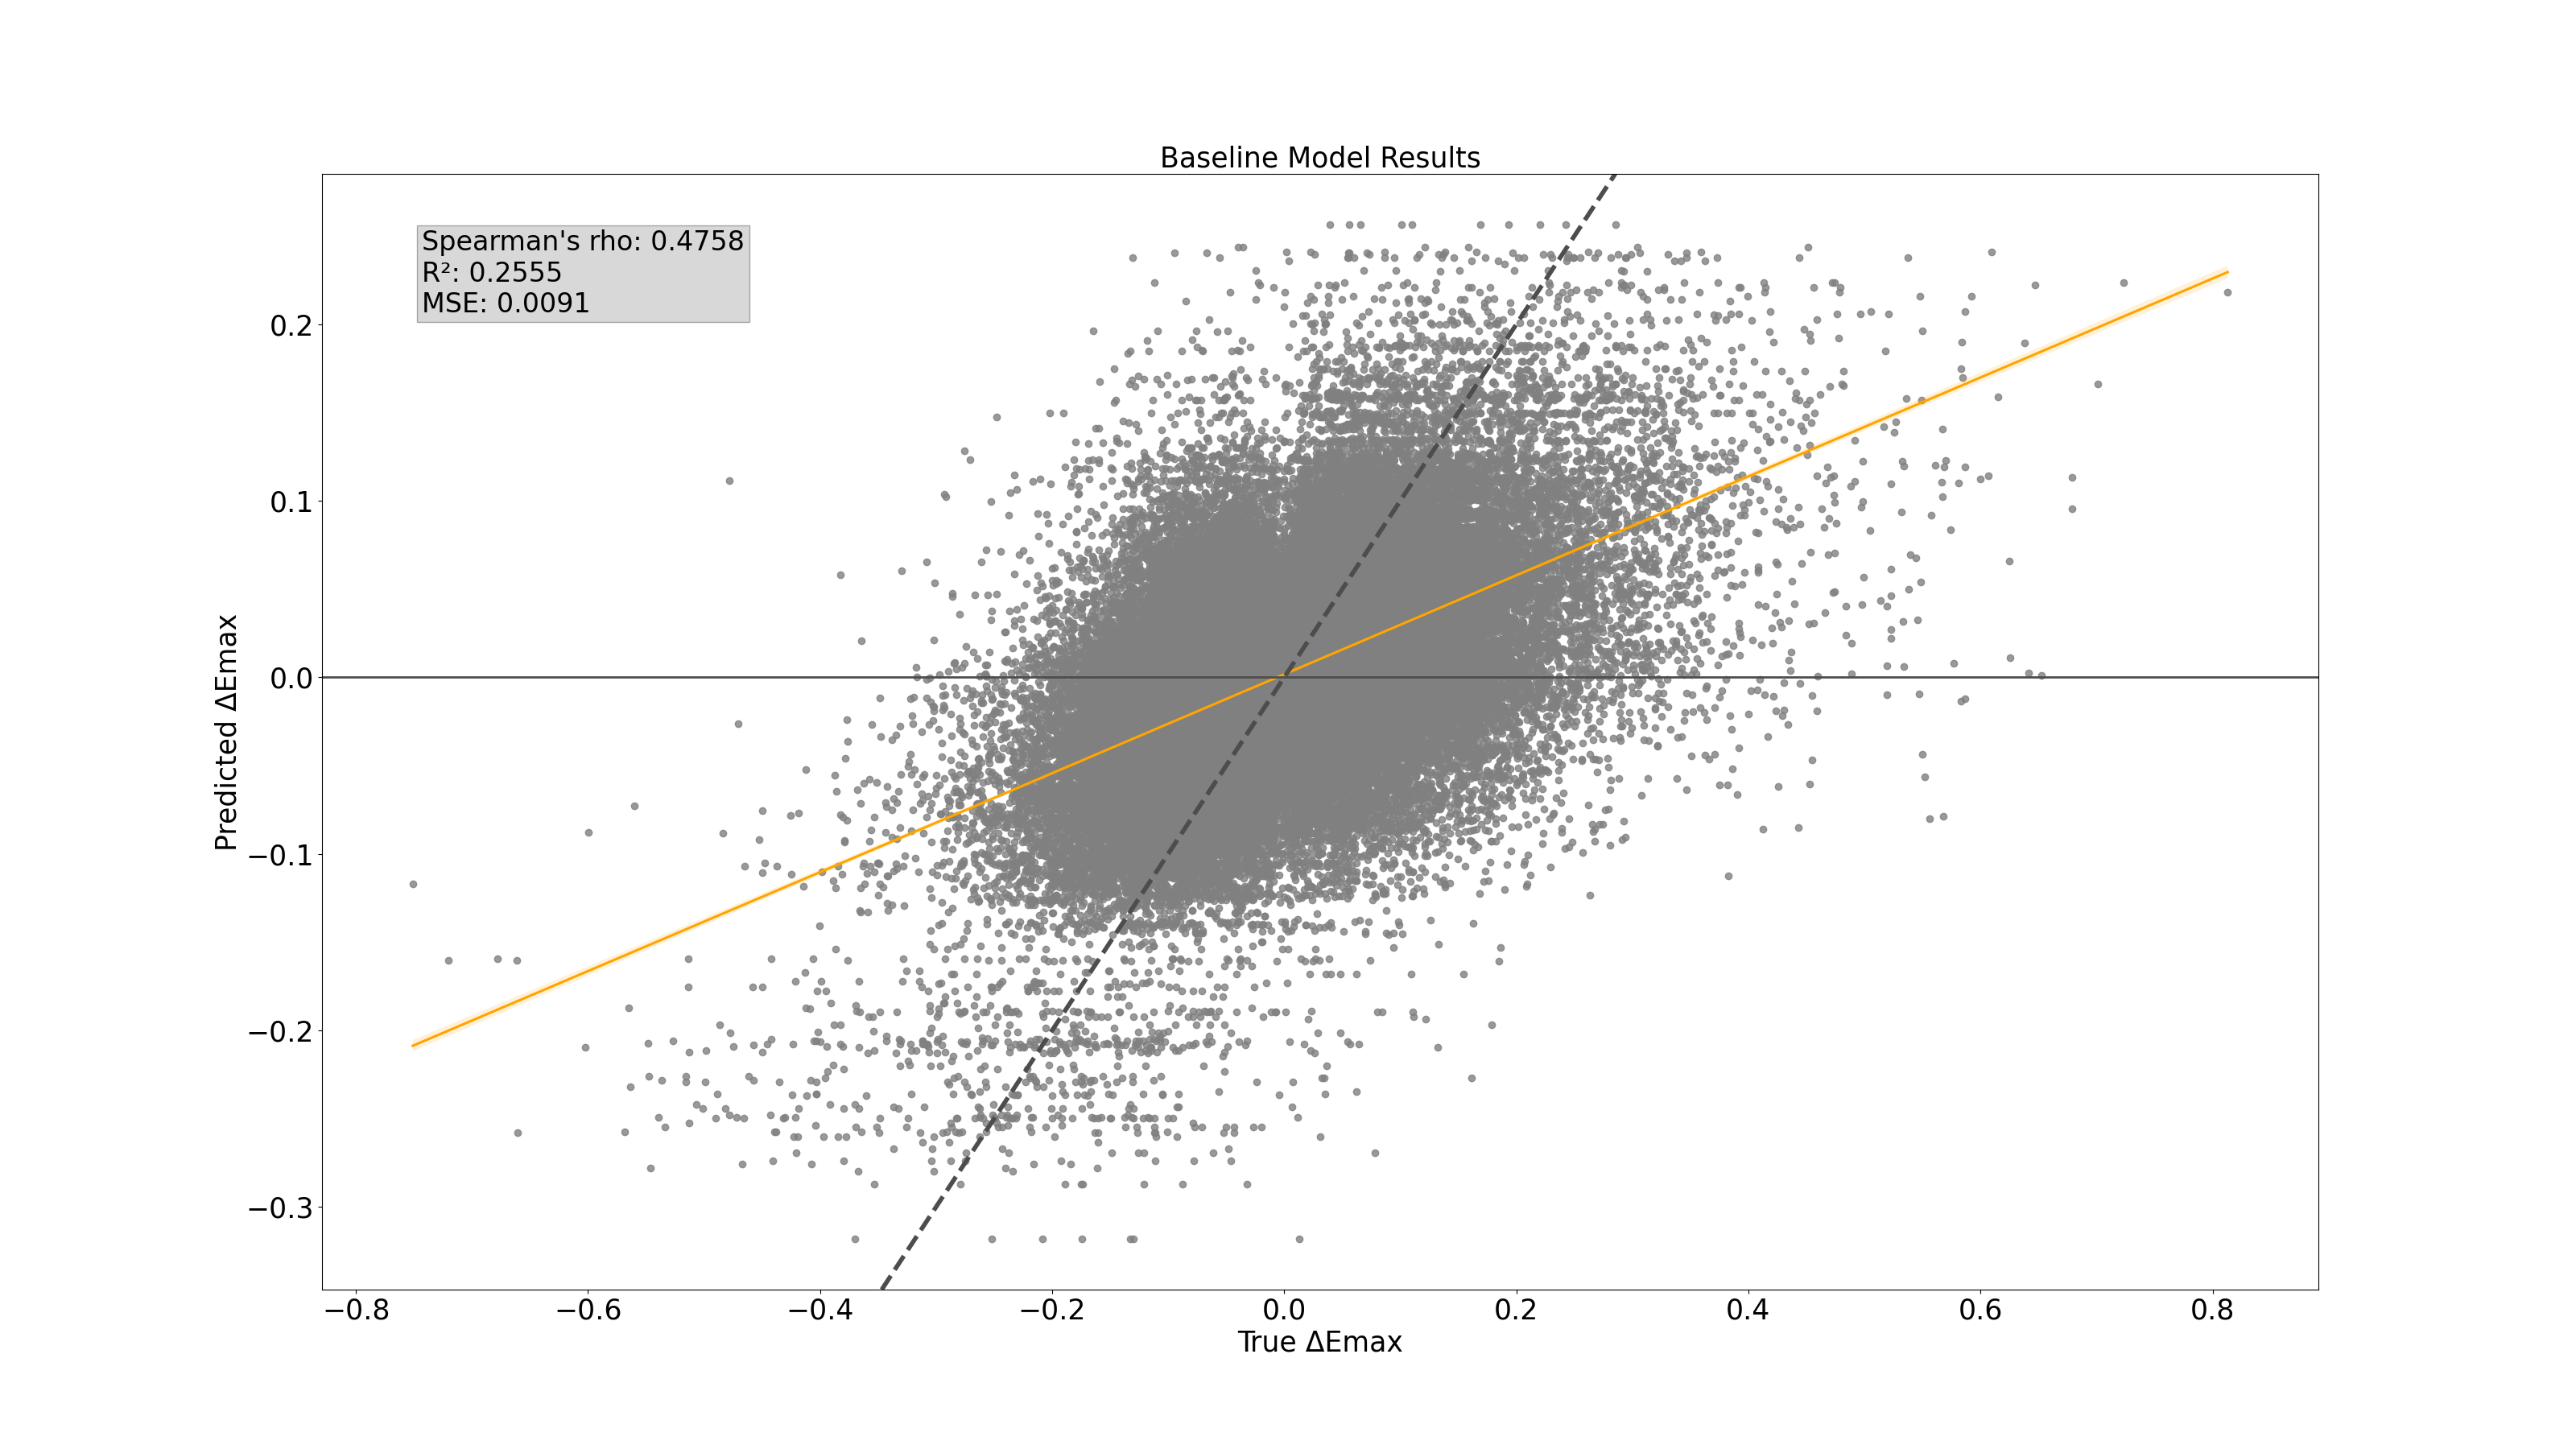 Baseline Model Results
Spearman's rho: 0.4758
R²: 0.2555
MSE: 0.0091
Predicted ΔEmax
0.2
0.1
0.0
−0.1
−0.2
−0.3
−0.8 −0.6 −0.4 −0.2 0.0 0.2 0.4 0.6 0.8
True ΔEmax